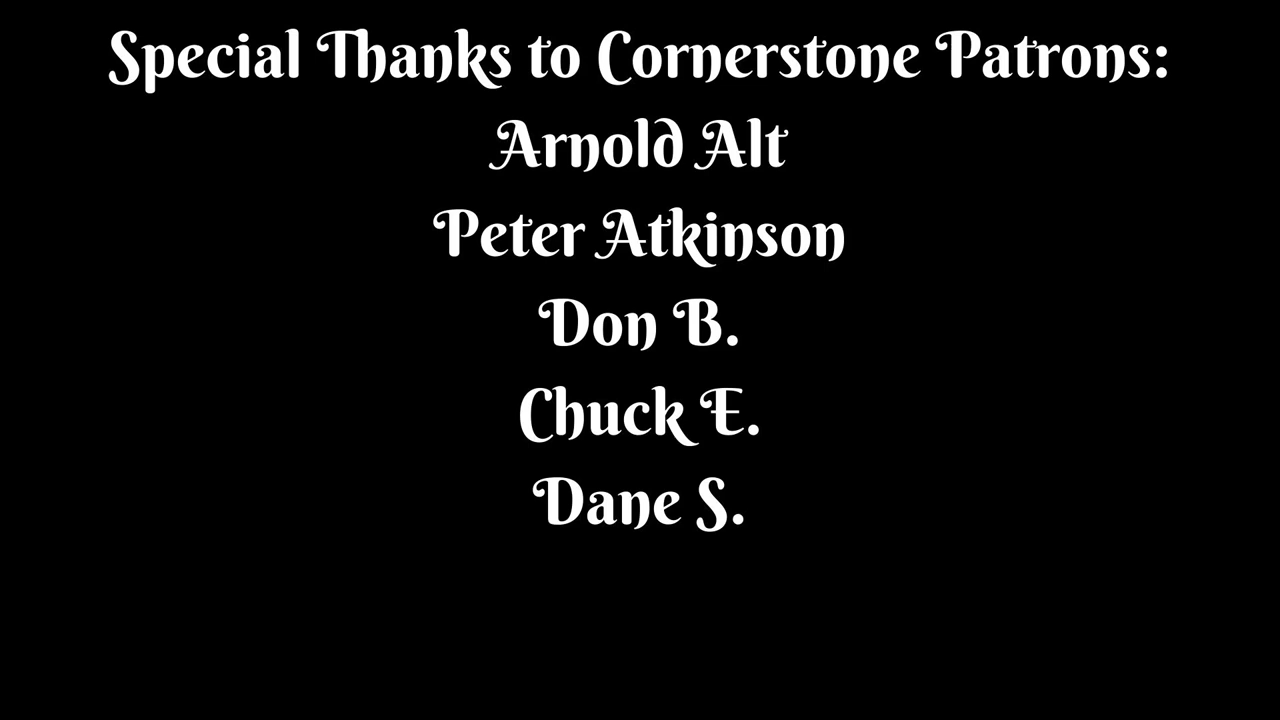 Special Thanks to Cornerstone Patrons:
Arnold Alt
Peter Atkinson
Don B.
Chuck E.
Dane S.